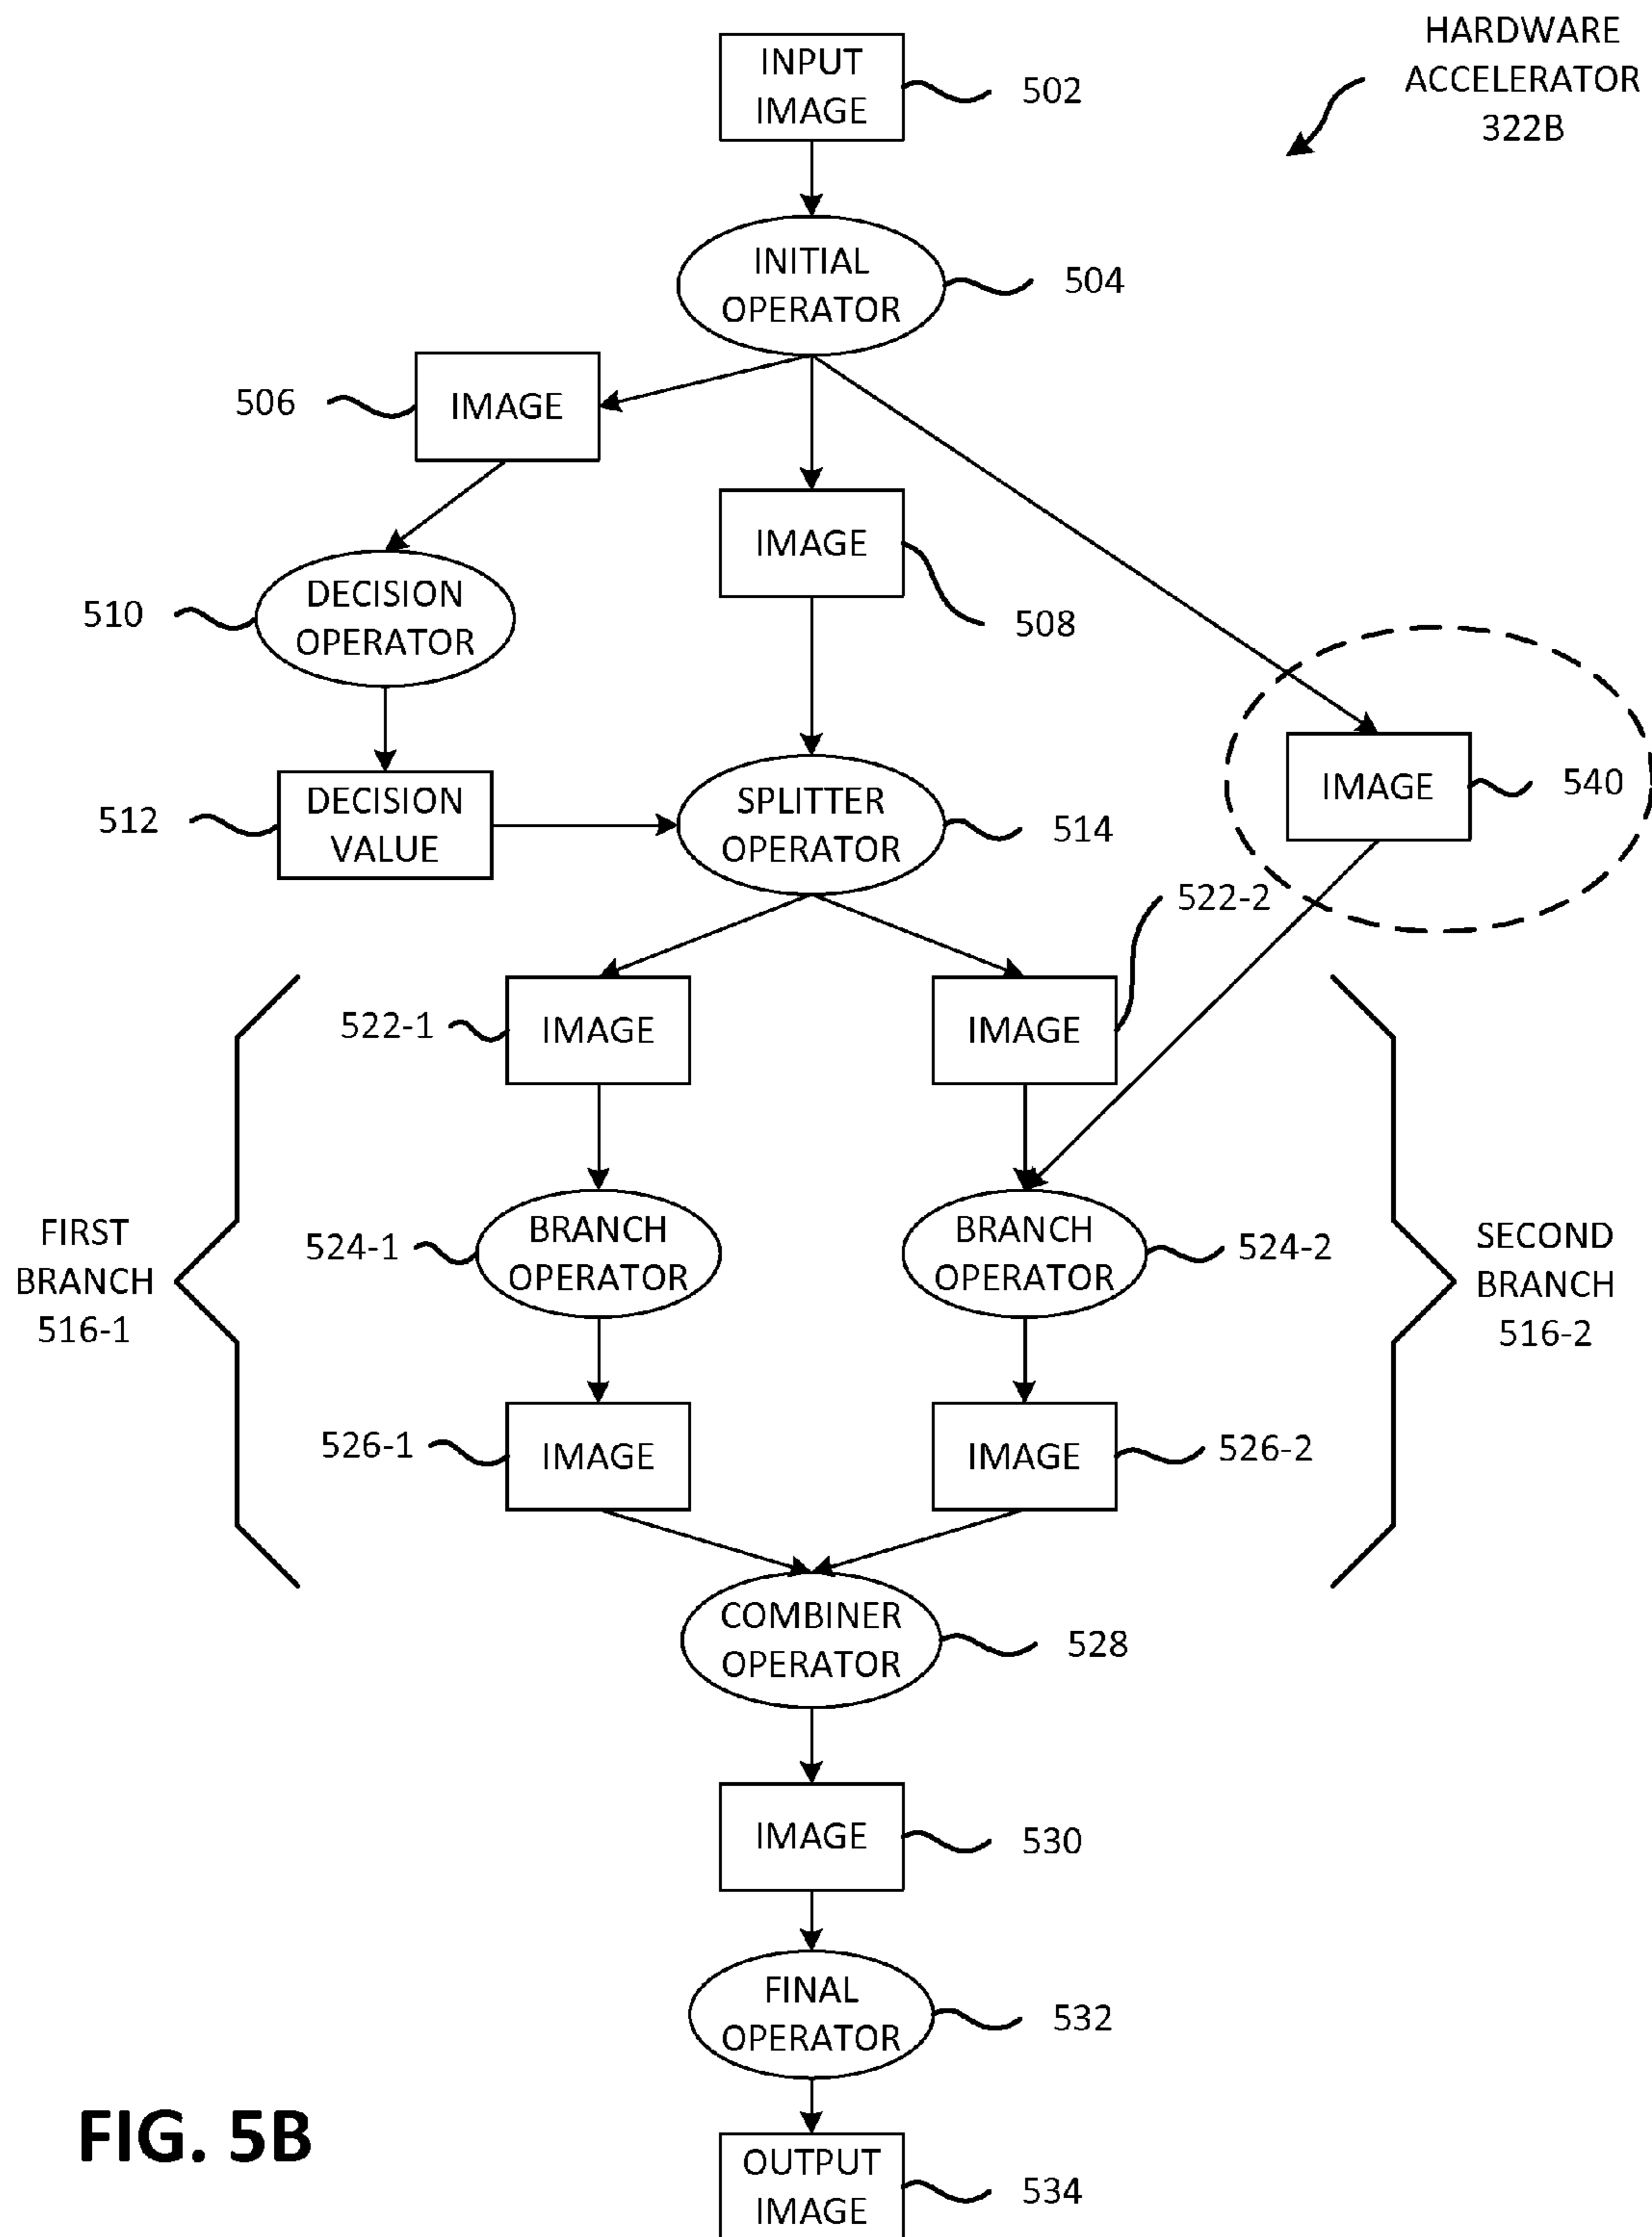 HARDWARE
ACCELERATOR
322B
INPUT
IMAGE
502
INITIAL
OPERATOR
504
506
IMAGE
IMAGE
508
510
DECISION
OPERATOR
IMAGE
540
512
DECISION
VALUE
SPLITTER
OPERATOR
514
522-2
522-1
IMAGE
IMAGE
FIRST
BRANCH
516-1
524-1
BRANCH
OPERATOR
BRANCH
OPERATOR
524-2
SECOND
BRANCH
516-2
526-1
IMAGE
IMAGE
526-2
COMBINER
OPERATOR
528
IMAGE
530
FINAL
OPERATOR
532
FIG. 5B
OUTPUT
IMAGE
534